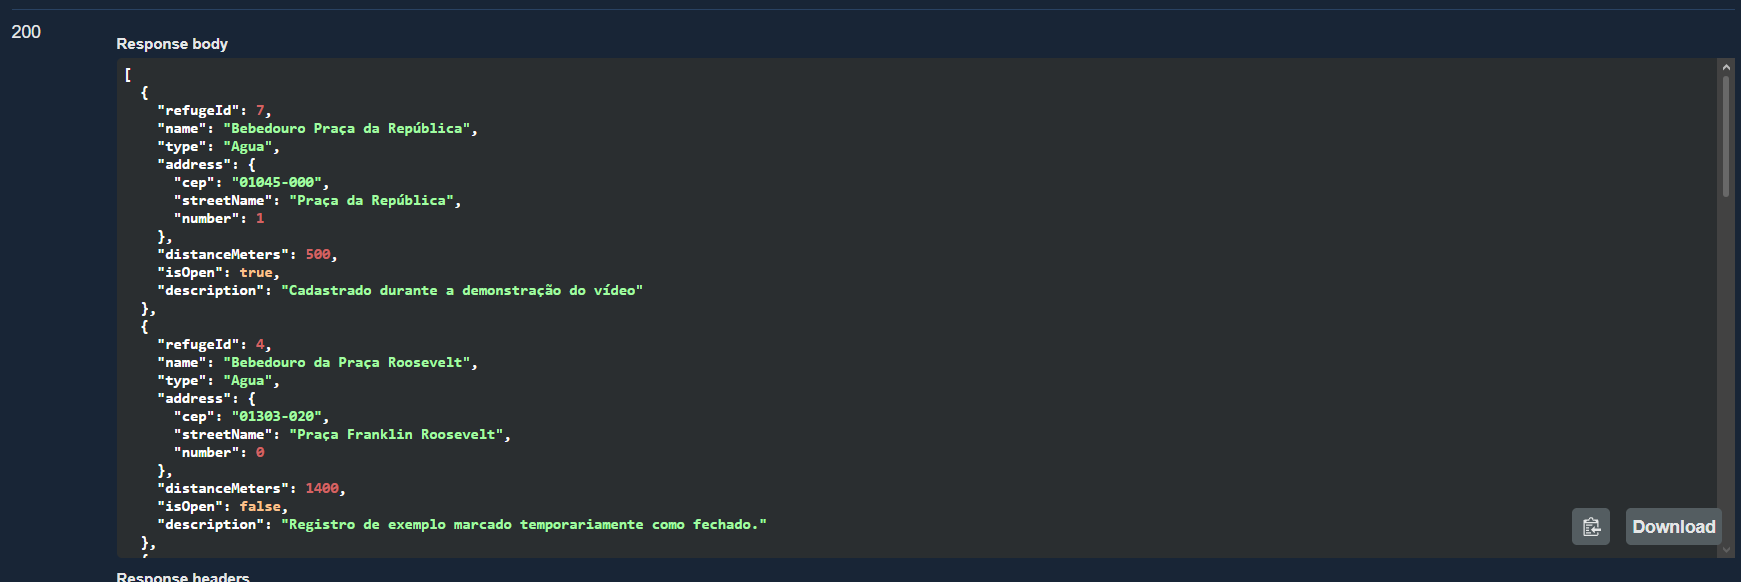 200
Response body
[
  {
    "refugeId": 7,
    "name": "Bebedouro Praça da República",
    "type": "Agua",
    "address": {
      "cep": "01045-000",
      "streetName": "Praça da República",
      "number": 1
    },
    "distanceMeters": 500,
    "isOpen": true,
    "description": "Cadastrado durante a demonstração do vídeo"
  },
  {
    "refugeId": 4,
    "name": "Bebedouro da Praça Roosevelt",
    "type": "Agua",
    "address": {
      "cep": "01303-020",
      "streetName": "Praça Franklin Roosevelt",
      "number": 0
    },
    "distanceMeters": 1400,
    "isOpen": false,
    "description": "Registro de exemplo marcado temporariamente como fechado."
  },
Download
Response headers